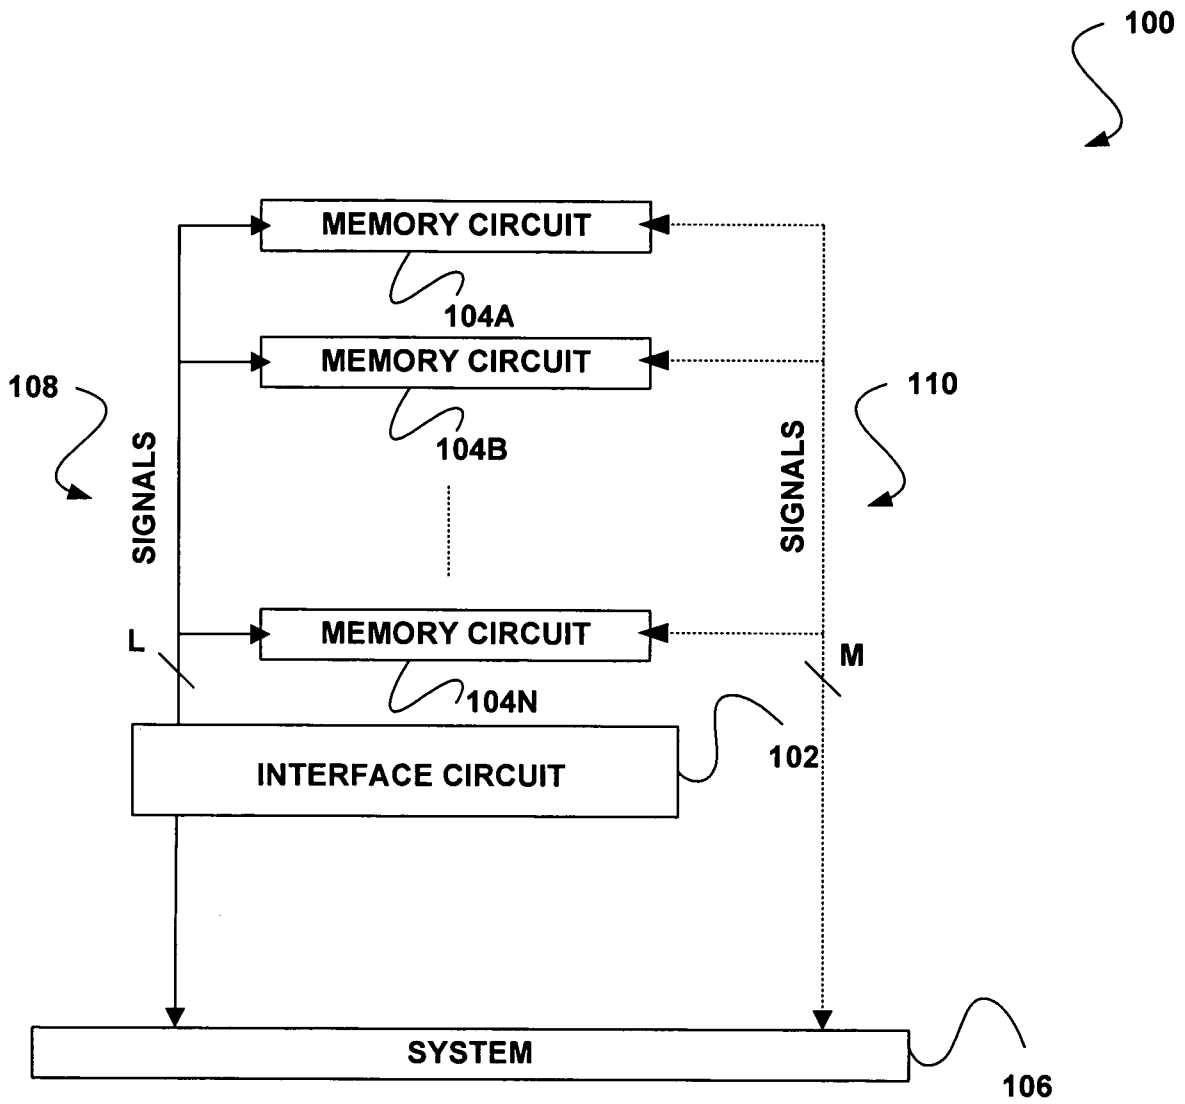 100
MEMORY CIRCUIT
104A
MEMORY CIRCUIT
108
110
104B
SIGNALS
SIGNALS
MEMORY CIRCUIT
L
M
104N
102
INTERFACE CIRCUIT
SYSTEM
106